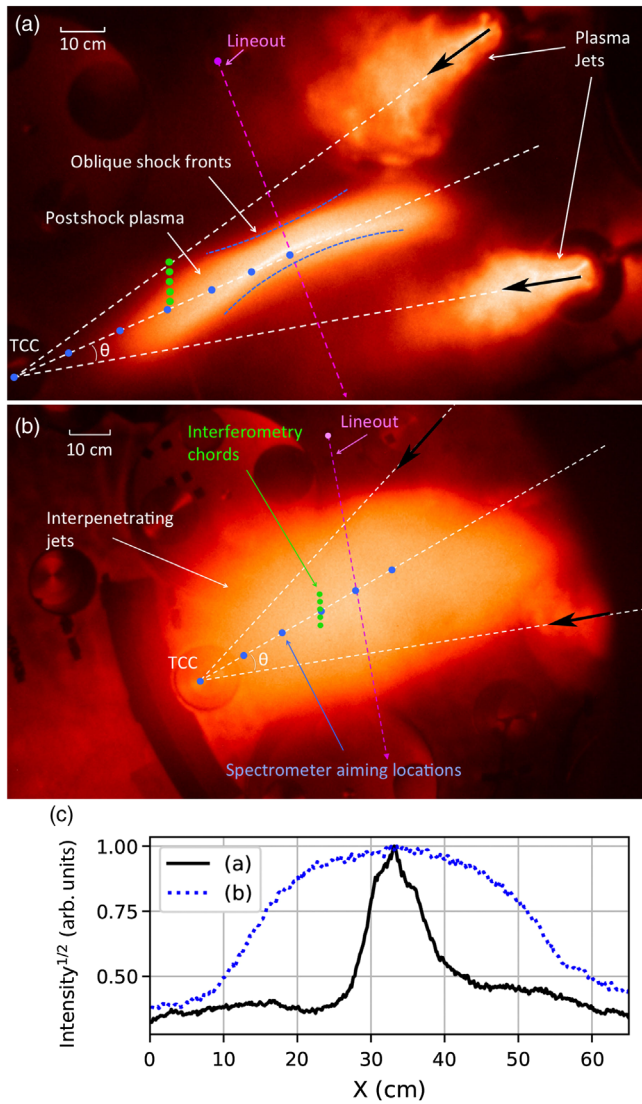 (a)
10 cm
Lineout
Plasma
Jets
Oblique shock fronts
Postshock plasma
TCC
θ
(b)
10 cm
Lineout
Interferometry
chords
Interpenetrating
jets
TCC
θ
Spectrometer aiming locations
(c)
1.00
0.75
0.50
Intensity^1/2 (arb. units)
(a)
(b)
0 10 20 30 40 50 60
X (cm)